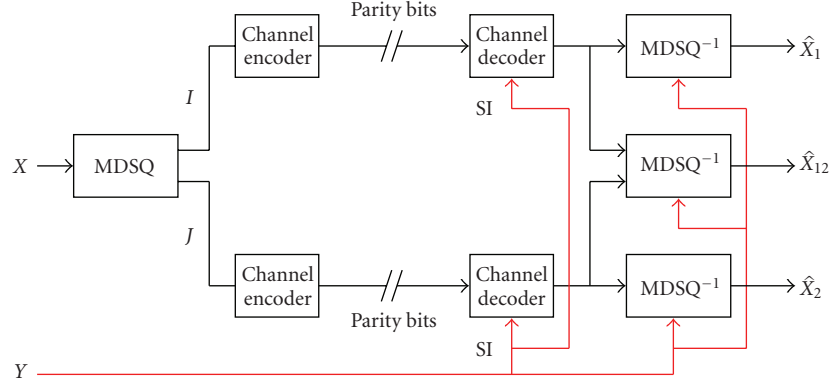 Parity bits
Channel
encoder
Channel
decoder
MDSQ⁻¹
X̂₁
I
SI
X
MDSQ
MDSQ⁻¹
X̂₁₂
J
Channel
encoder
Channel
decoder
MDSQ⁻¹
X̂₂
Parity bits
SI
Y